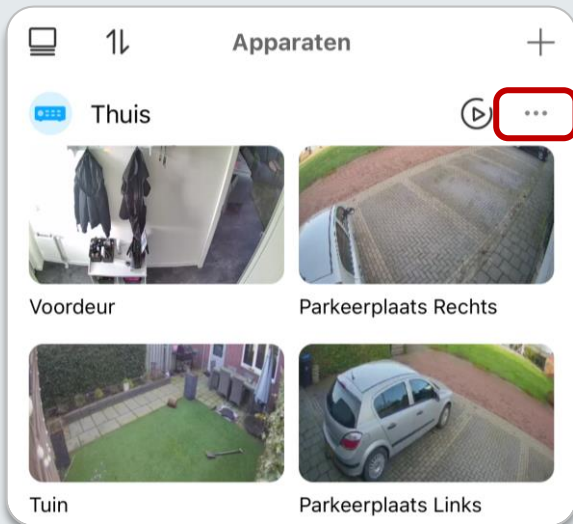 Apparaten
Thuis
Voordeur
Parkeerplaats Rechts
Tuin
Parkeerplaats Links